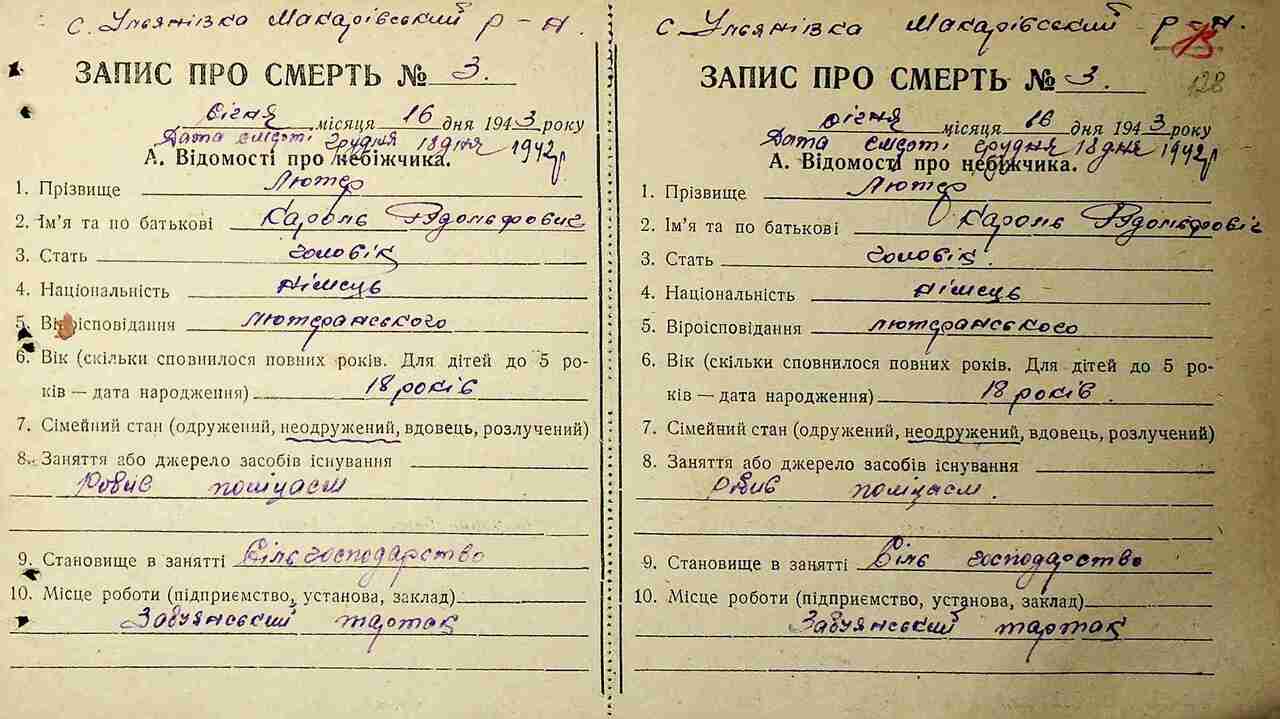 с. Ульянівка Макарівський р-н.
ЗАПИС ПРО СМЕРТЬ № 3.
січня місяця 16 дня 1943 року
Дата смерті грудня 18 дня 1942 р
А. Відомості про небіжчика.
1. Прізвище Лютер
2. Ім’я та по батькові Кароль Рудольфович
3. Стать чоловік
4. Національність німець
5. Віроісповідання лютеранського
6. Вік (скільки сповнилося повних років. Для дітей до 5 ро-
ків — дата народження) 18 років
7. Сімейний стан (одружений, неодружений, вдовець, розлучений)
8. Заняття або джерело засобів існування
Робив поліцаєм
9. Становище в занятті Сіль господарство
10. Місце роботи (підприємство, установа, заклад)
Забуянський тартак
с. Ульянівка Макарівський р-н.
128
ЗАПИС ПРО СМЕРТЬ № 3.
січня місяця 16 дня 1943 року
Дата смерті грудня 18 дня 1942 р
А. Відомості про небіжчика.
1. Прізвище Лютер
2. Ім’я та по батькові Кароль Рудольфовіч
3. Стать чоловік.
4. Національність німець
5. Віроісповідання лютеранського
6. Вік (скільки сповнилося повних років. Для дітей до 5 ро-
ків — дата народження) 18 років.
7. Сімейний стан (одружений, неодружений, вдовець, розлучений)
8. Заняття або джерело засобів існування
Робив поліцаєм.
9. Становище в занятті Сіль господарство
10. Місце роботи (підприємство, установа, заклад)
Забуянський тартак